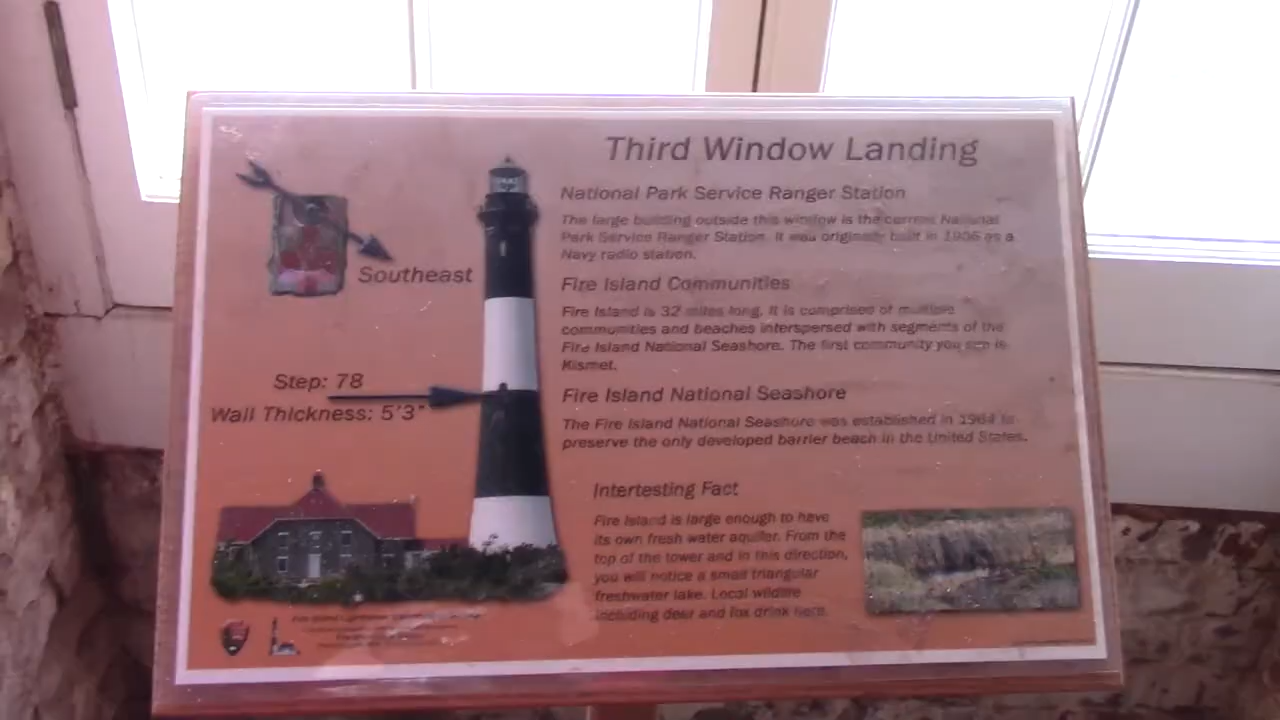 Third Window Landing
National Park Service Ranger Station
The large building outside this window is the current National
Park Service Ranger Station. It was originally built in 1906 as a
Navy radio station.
Southeast
Fire Island Communities
Fire Island is 32 miles long. It is comprised of multiple
communities and beaches interspersed with segments of the
Fire Island National Seashore. The first community you see is
Kismet.
Step: 78
Wall Thickness: 5'3"
Fire Island National Seashore
The Fire Island National Seashore was established in 1964 to
preserve the only developed barrier beach in the United States.
Intertesting Fact
Fire Island is large enough to have
its own fresh water aquifer. From the
top of the tower and in this direction,
you will notice a small triangular
freshwater lake. Local wildlife
including deer and fox drink here.
Fire Island Lighthouse